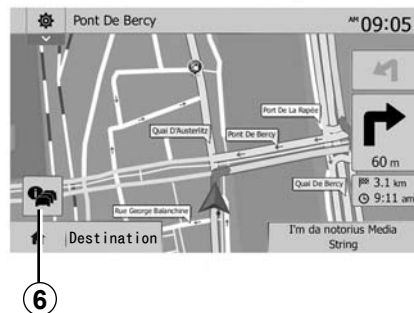 Pont De Bercy
AM 09:05
Port De La Rapée
Quai D'Austerlitz
Pont De Bercy
60 m
Quai De Bercy
3.1 km
9:11 am
Rue George Balanchine
Destination
I'm da notorius Media
String
6